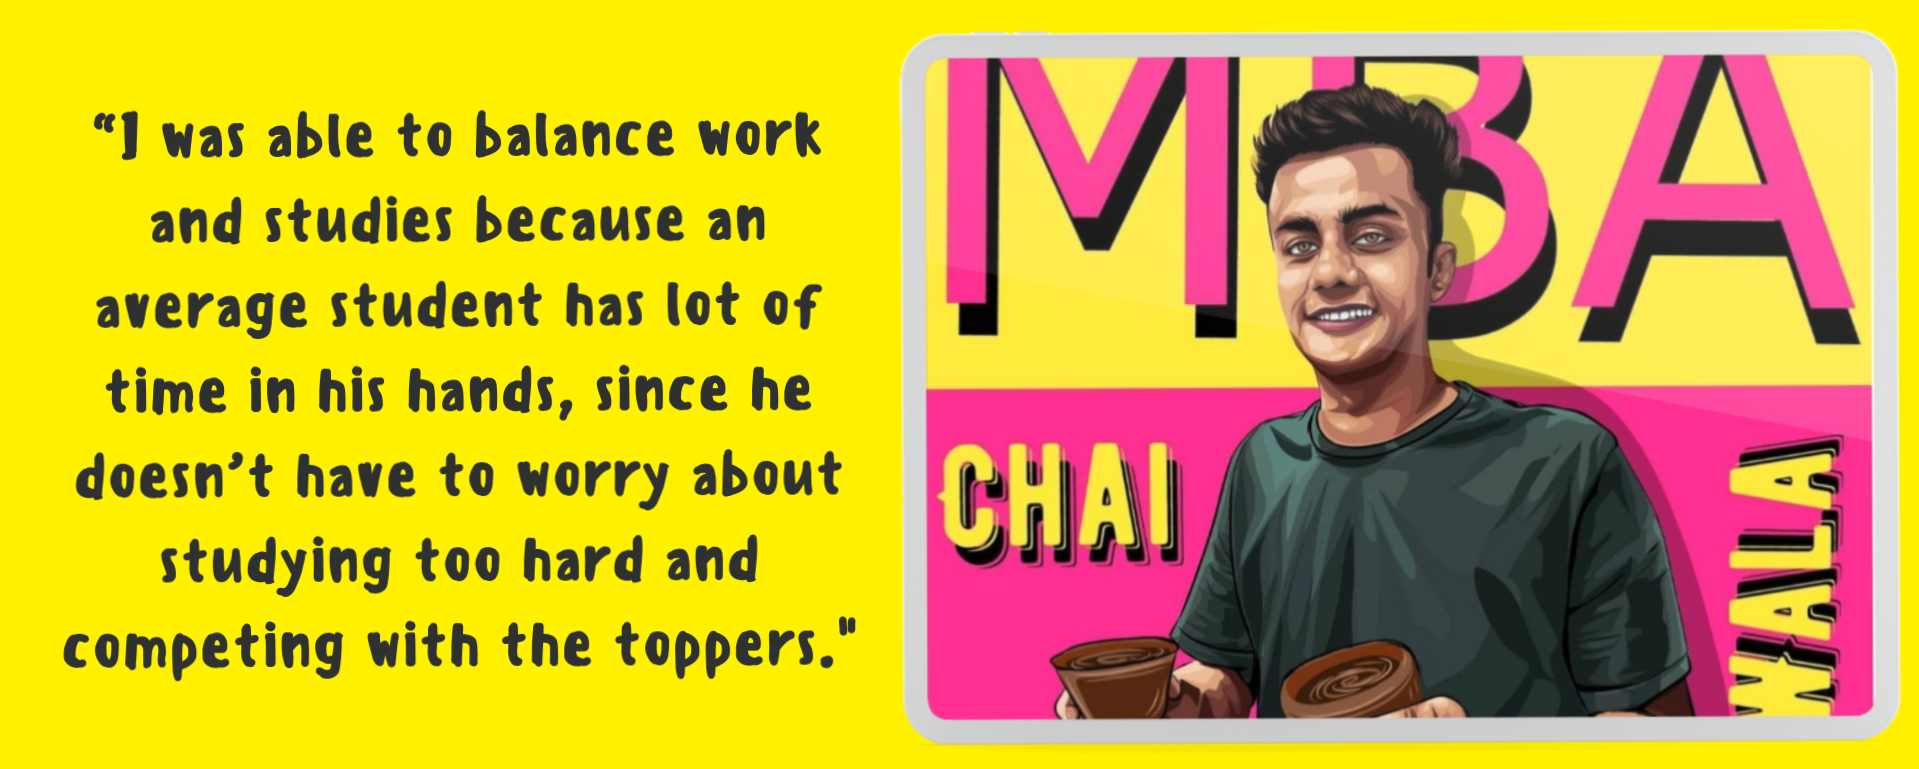 “I was able to balance work
and studies because an
average student has lot of
time in his hands, since he
doesn’t have to worry about
studying too hard and
competing with the toppers."
MBA
CHAI
WALA